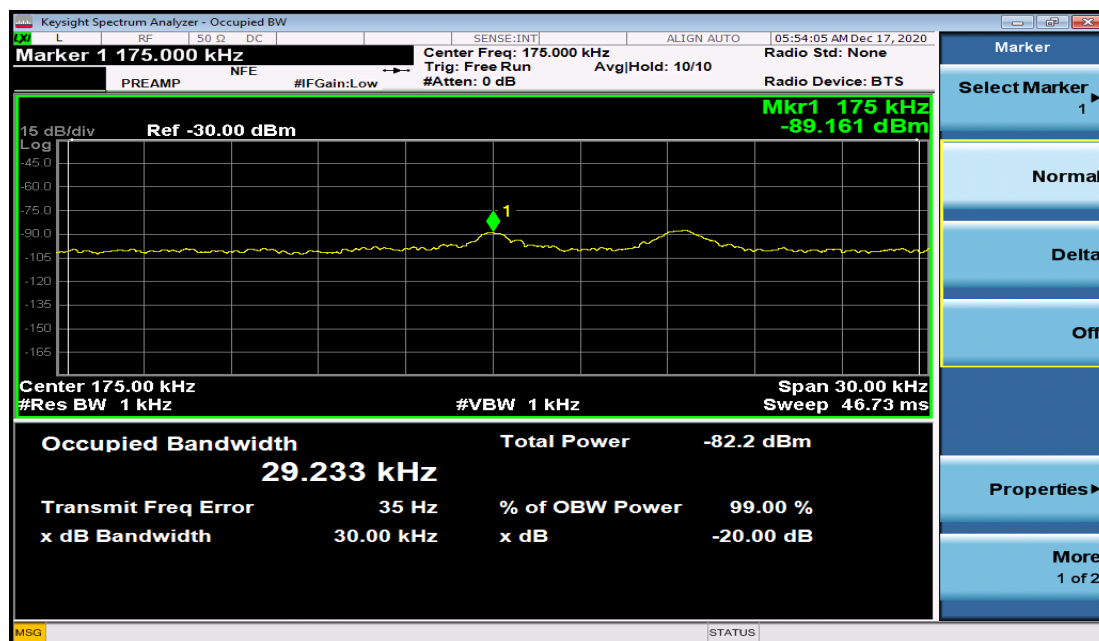 Keysight Spectrum Analyzer - Occupied BW
LXI L RF 50 Ω DC SENSE:INT ALIGN AUTO 05:54:05 AM Dec 17, 2020
Marker 1 175.000 kHz
Center Freq: 175.000 kHz Radio Std: None
NFE Trig: Free Run Avg|Hold: 10/10
PREAMP #IFGain:Low #Atten: 0 dB Radio Device: BTS
Mkr1 175 kHz
15 dB/div Ref -30.00 dBm -89.161 dBm
Log
-45.0
-60.0
-75.0
1
-90.0
-105
-120
-135
-150
-165
Center 175.00 kHz Span 30.00 kHz
#Res BW 1 kHz #VBW 1 kHz Sweep 46.73 ms
Occupied Bandwidth Total Power -82.2 dBm
29.233 kHz
Transmit Freq Error 35 Hz % of OBW Power 99.00 %
x dB Bandwidth 30.00 kHz x dB -20.00 dB
Marker
Select Marker
1
Normal
Delta
Off
Properties
More
1 of 2
MSG STATUS